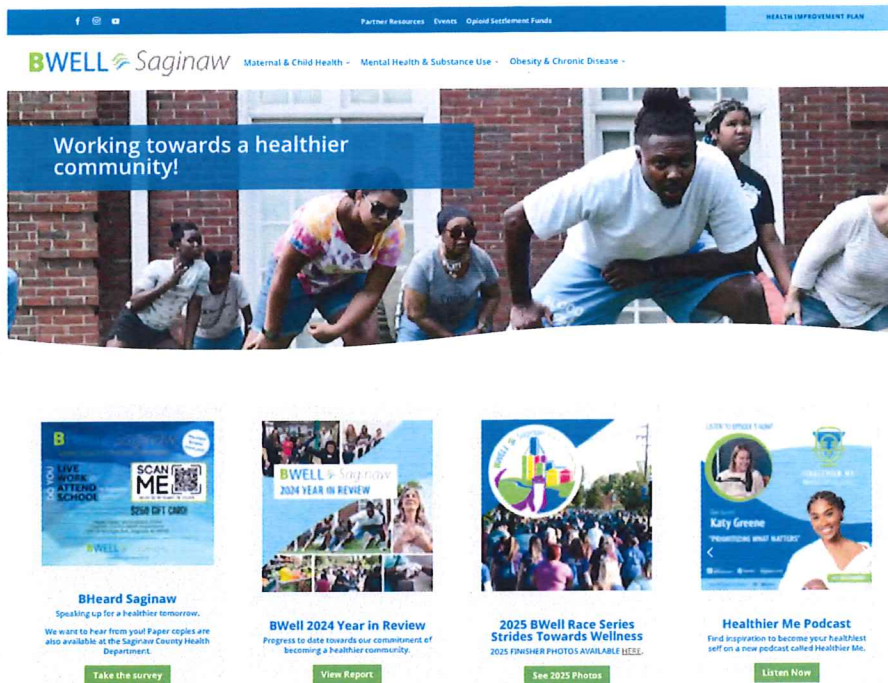 Partner Resources Events Opioid Settlement Funds
HEALTH IMPROVEMENT PLAN
BWELL Saginaw
Maternal & Child Health Mental Health & Substance Use Obesity & Chronic Disease
Working towards a healthier
community!
B
DO YOU
LIVE
WORK
ATTEND
SCHOOL
SCAN
ME
$250 GIFT CARD!
BWELL
BHeard Saginaw
Speaking up for a healthier tomorrow.
We want to hear from you! Paper copies are
also available at the Saginaw County Health
Department.
Take the survey
BWELL Saginaw
2024 YEAR IN REVIEW
BWell 2024 Year in Review
Progress to date towards our commitment of
becoming a healthier community.
View Report
BWELL Saginaw
2025 BWell Race Series
Strides Towards Wellness
2025 FINISHER PHOTOS AVAILABLE HERE.
See 2025 Photos
Katy Greene
"PRIORITIZING WHAT MATTERS"
Healthier Me Podcast
Find inspiration to become your healthiest
self on a new podcast called Healthier Me.
Listen Now